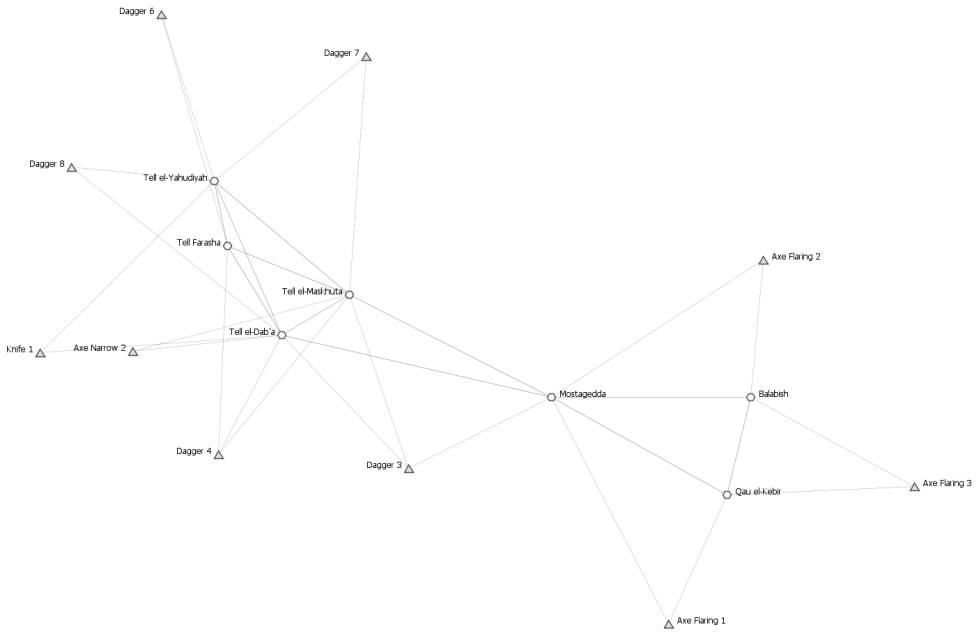 Dagger 6
Dagger 7
Dagger 8
Tell el-Yahudiyah
Tell Farasha
Axe Flaring 2
Tell el-Maskhuta
Tell el-Dab'a
Knife 1
Axe Narrow 2
Mostagedda
Balabish
Dagger 4
Dagger 3
Axe Flaring 3
Qau el-Kebir
Axe Flaring 1